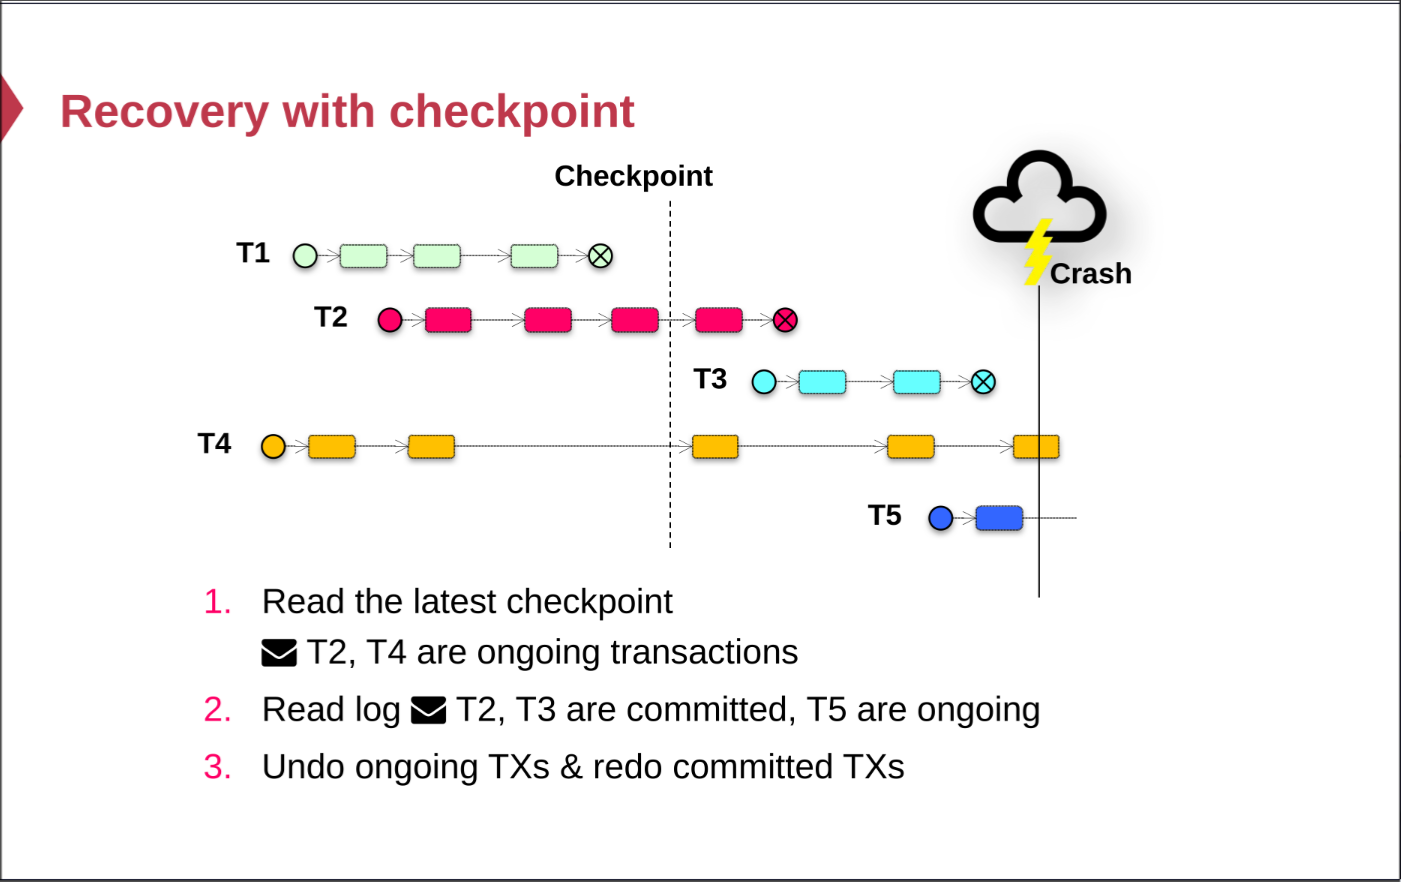 Recovery with checkpoint
Checkpoint
Crash
T1
T2
T3
T4
T5
1. Read the latest checkpoint
T2, T4 are ongoing transactions
2. Read log T2, T3 are committed, T5 are ongoing
3. Undo ongoing TXs & redo committed TXs